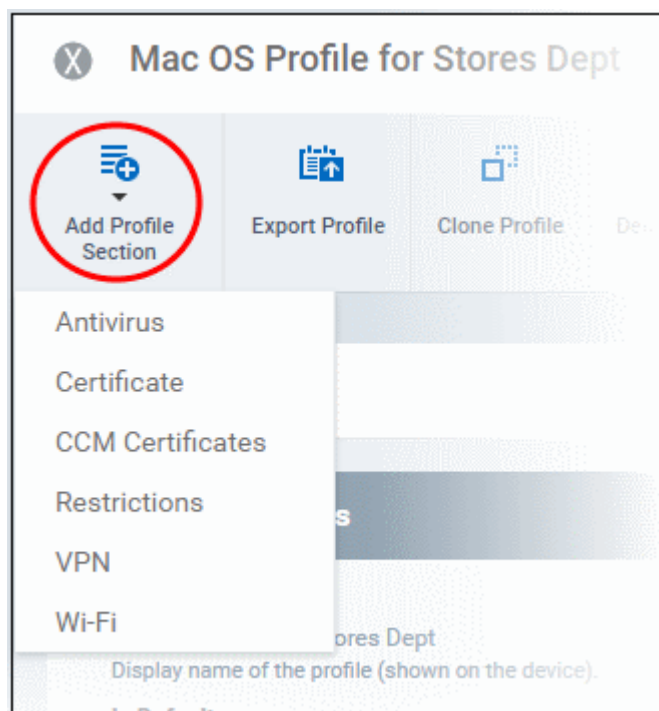 X Mac OS Profile for Stores Dept
Add Profile
Section
Export Profile
Clone Profile
Antivirus
Certificate
CCM Certificates
Restrictions
VPN
Wi-Fi
s
ores Dept
Display name of the profile (shown on the device).